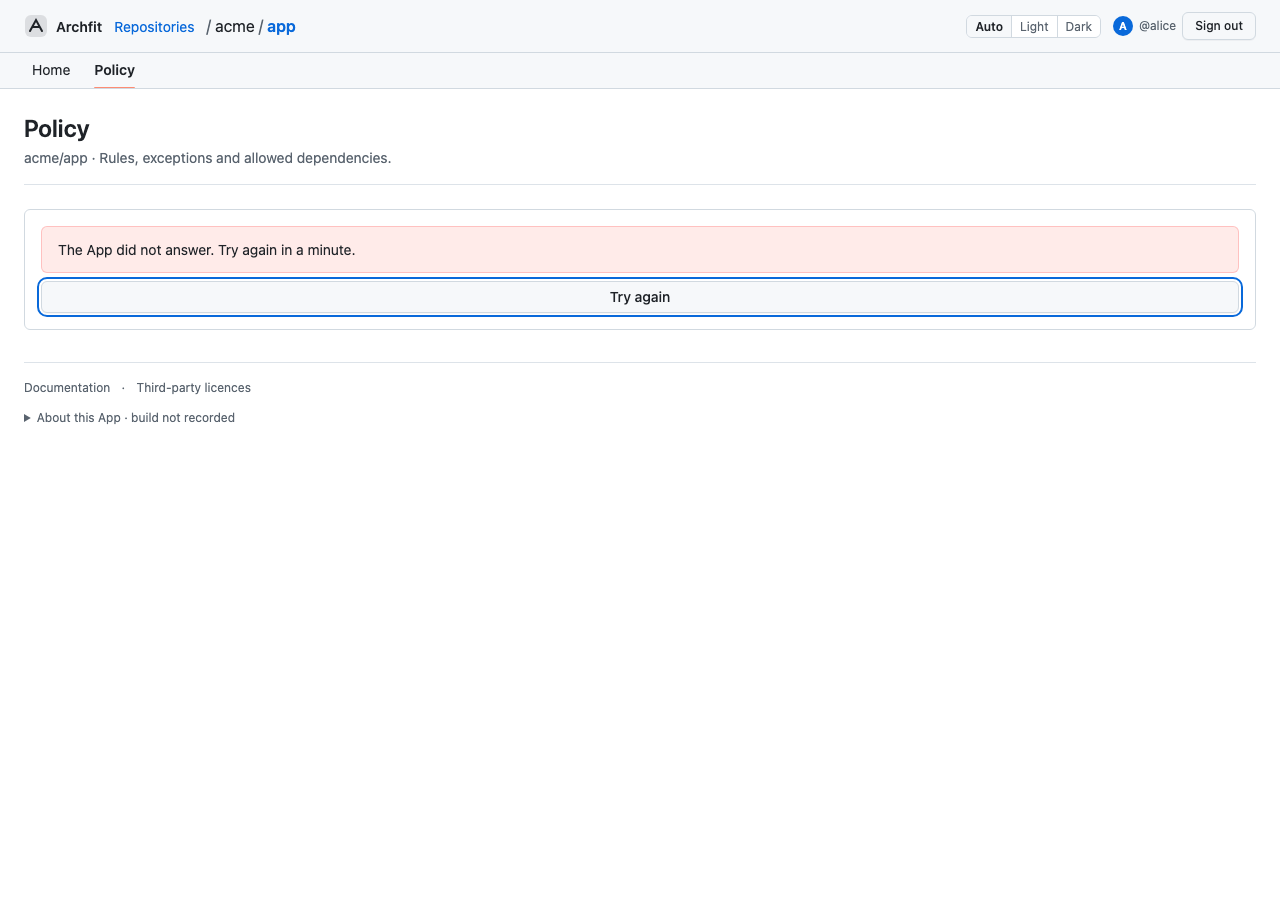 Archfit Repositories / acme / app
Auto Light Dark A @alice Sign out
Home Policy
Policy
acme/app · Rules, exceptions and allowed dependencies.
The App did not answer. Try again in a minute.
Try again
Documentation · Third-party licences
About this App · build not recorded